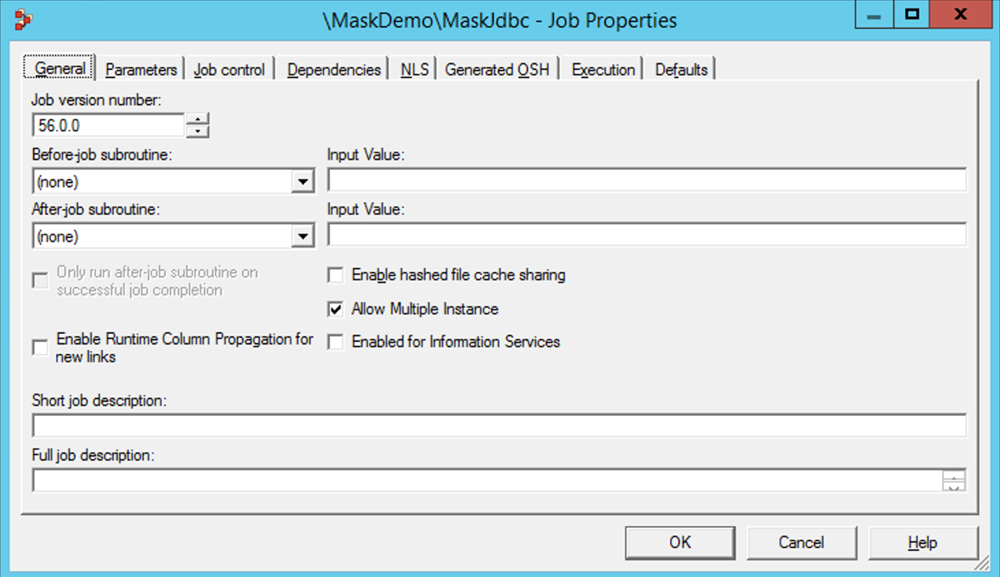 \MaskDemo\MaskJdbc - Job Properties
General Parameters Job control Dependencies NLS Generated OSH Execution Defaults
Job version number:
56.0.0
Before-job subroutine: Input Value:
(none)
After-job subroutine: Input Value:
(none)
Only run after-job subroutine on
successful job completion
Enable hashed file cache sharing
Allow Multiple Instance
Enable Runtime Column Propagation for
new links
Enabled for Information Services
Short job description:
Full job description:
OK Cancel Help